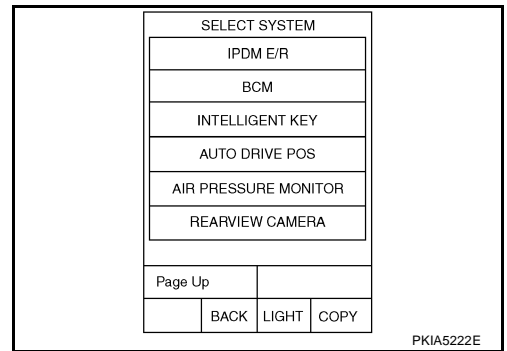 SELECT SYSTEM
IPDM E/R
BCM
INTELLIGENT KEY
AUTO DRIVE POS
AIR PRESSURE MONITOR
REARVIEW CAMERA
Page Up
BACK LIGHT COPY
PKIA5222E